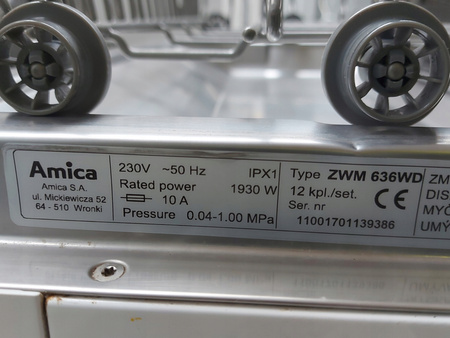 Amica
Amica S.A.
ul. Mickiewicza 52
64 - 510 Wronki
230V ~50 Hz IPX1
Rated power 1930 W
10 A
Pressure 0.04-1.00 MPa
Type ZWM 636WD
12 kpl./set.
CE
Ser. nr
11001701139386
ZM
DIS
MYČ
UMÝ